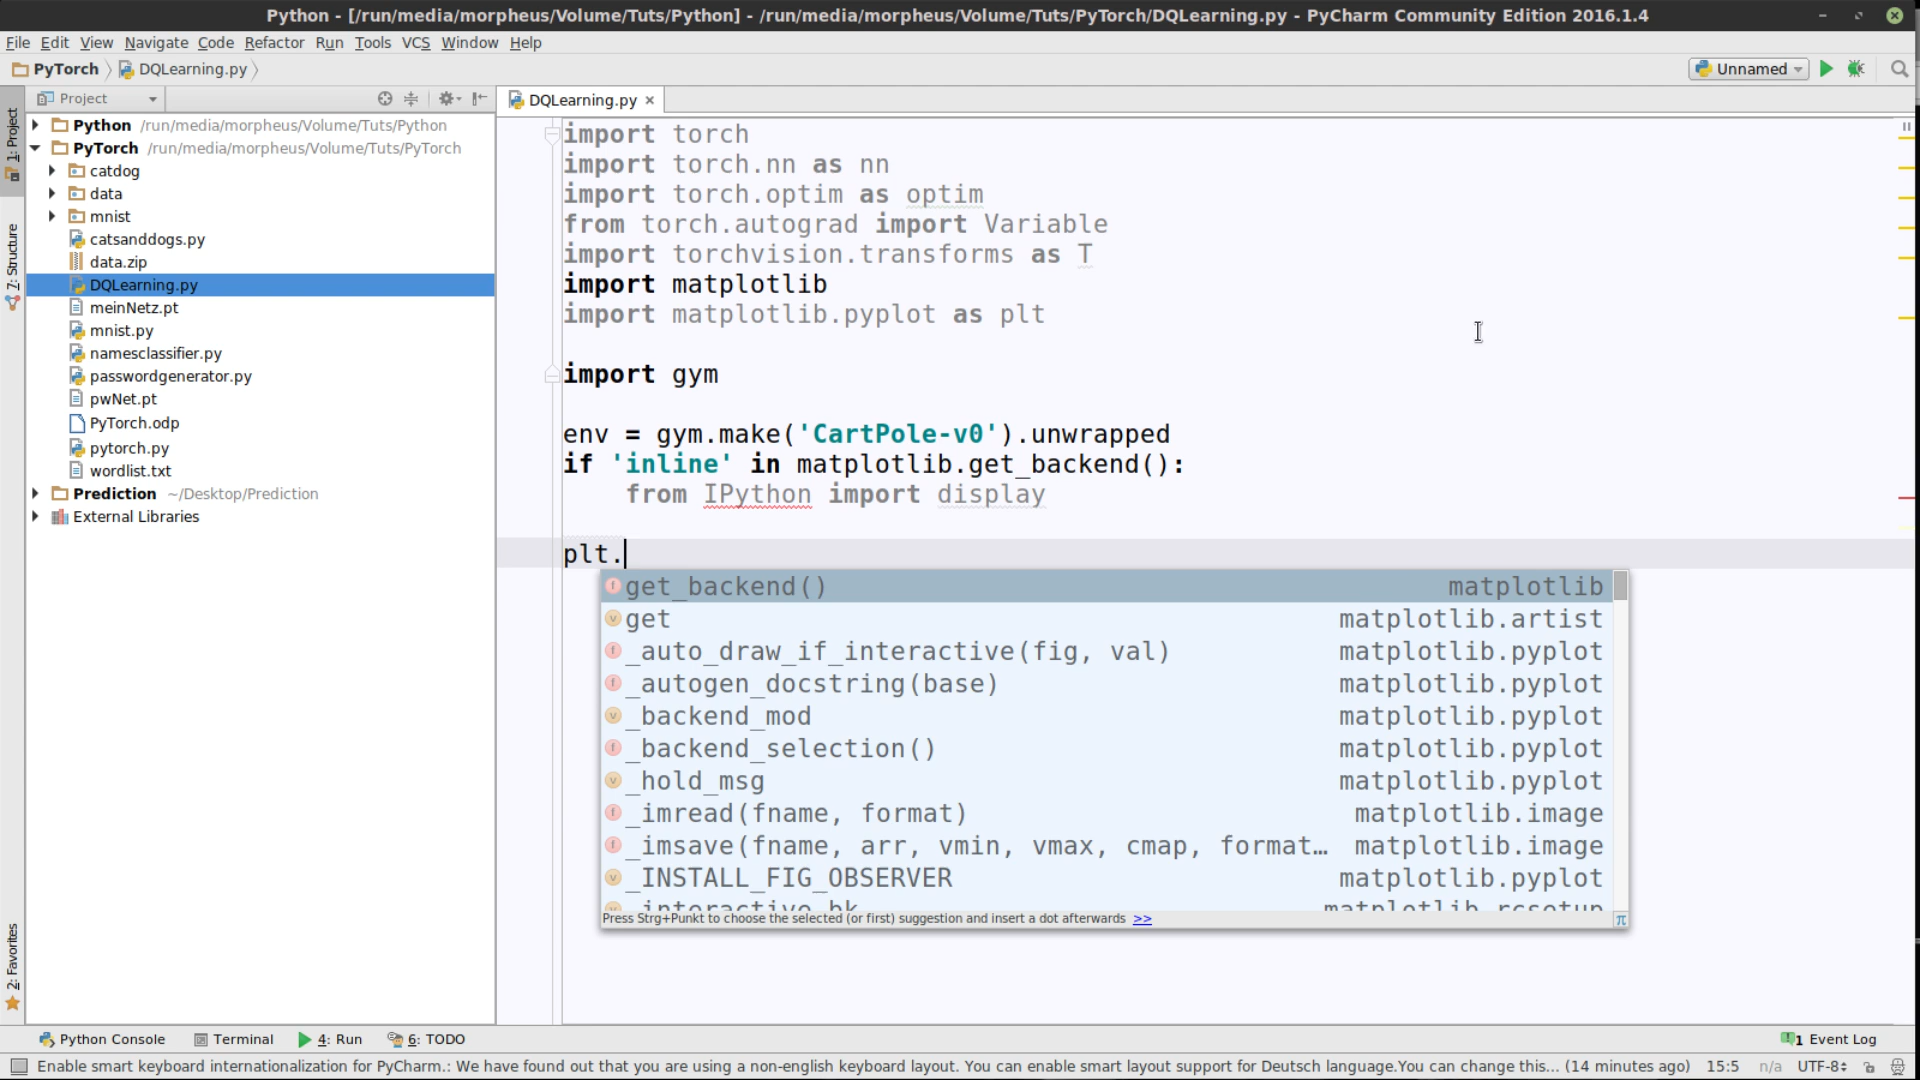 Python - [/run/media/morpheus/Volume/Tuts/Python] - /run/media/morpheus/Volume/Tuts/PyTorch/DQLearning.py - PyCharm Community Edition 2016.1.4
File Edit View Navigate Code Refactor Run Tools VCS Window Help
PyTorch DQLearning.py Unnamed
Project
DQLearning.py
1: Project
7: Structure
2: Favorites
Python /run/media/morpheus/Volume/Tuts/Python
PyTorch /run/media/morpheus/Volume/Tuts/PyTorch
catdog
data
mnist
catsanddogs.py
data.zip
DQLearning.py
meinNetz.pt
mnist.py
namesclassifier.py
passwordgenerator.py
pwNet.pt
PyTorch.odp
pytorch.py
wordlist.txt
Prediction ~/Desktop/Prediction
External Libraries
import torch
import torch.nn as nn
import torch.optim as optim
from torch.autograd import Variable
import torchvision.transforms as T
import matplotlib
import matplotlib.pyplot as plt
import gym
env = gym.make('CartPole-v0').unwrapped
if 'inline' in matplotlib.get_backend():
from IPython import display
plt.
get_backend() matplotlib
get matplotlib.artist
_auto_draw_if_interactive(fig, val) matplotlib.pyplot
_autogen_docstring(base) matplotlib.pyplot
_backend_mod matplotlib.pyplot
_backend_selection() matplotlib.pyplot
_hold_msg matplotlib.pyplot
_imread(fname, format) matplotlib.image
_imsave(fname, arr, vmin, vmax, cmap, format… matplotlib.image
_INSTALL_FIG_OBSERVER matplotlib.pyplot
_interactive_bk matplotlib.rcsetup
Press Strg+Punkt to choose the selected (or first) suggestion and insert a dot afterwards >> π
Python Console Terminal 4: Run 6: TODO 1 Event Log
Enable smart keyboard internationalization for PyCharm.: We have found out that you are using a non-english keyboard layout. You can enable smart layout support for Deutsch language.You can change this... (14 minutes ago) 15:5 n/a UTF-8